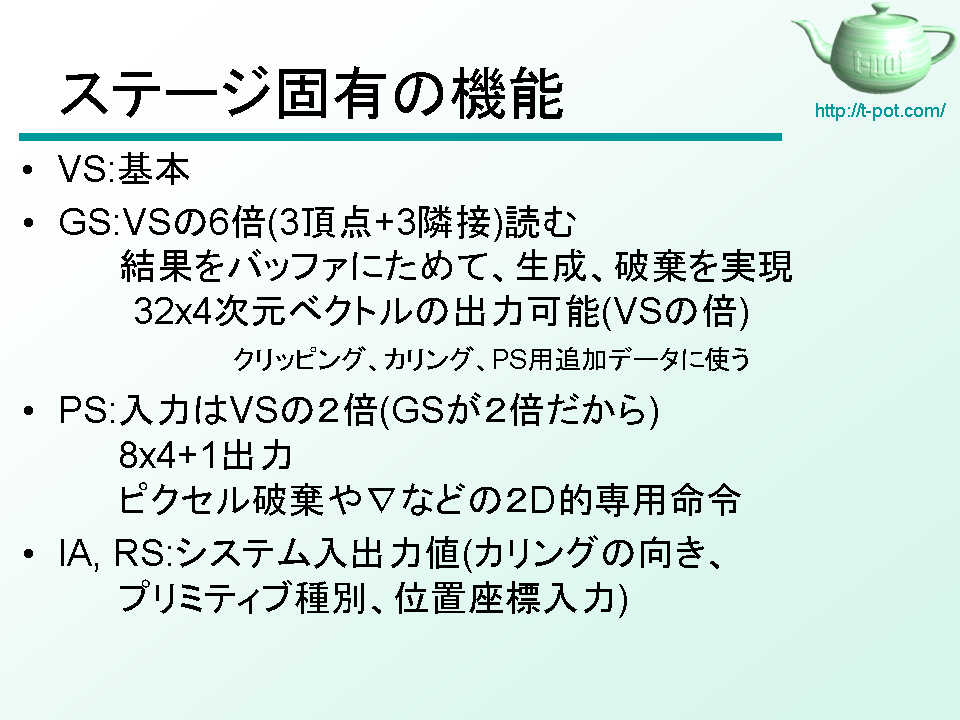 ステージ固有の機能
t-pot
http://t-pot.com/
• VS:基本
• GS:VSの6倍(3頂点+3隣接)読む
結果をバッファにためて、生成、破棄を実現
32x4次元ベクトルの出力可能(VSの倍)
クリッピング、カリング、PS用追加データに使う
• PS:入力はVSの２倍(GSが２倍だから)
8x4+1出力
ピクセル破棄や▽などの２D的専用命令
• IA, RS:システム入出力値(カリングの向き、
プリミティブ種別、位置座標入力)